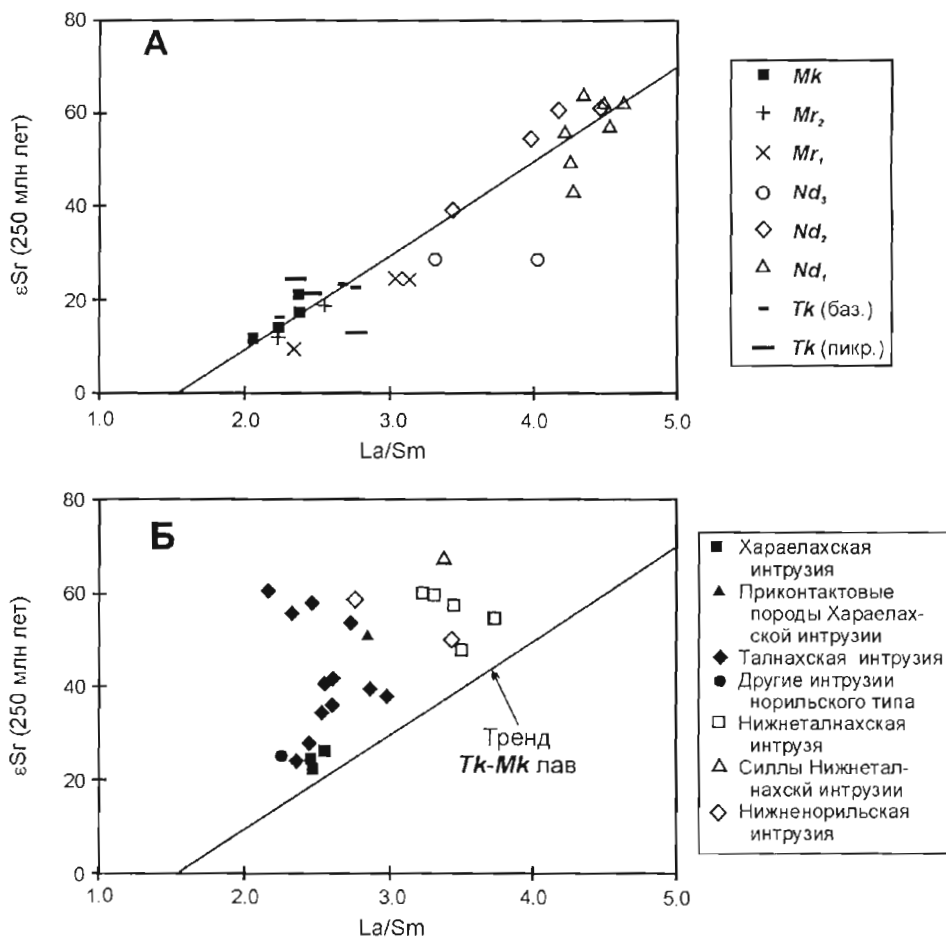 А
εSr (250 млн лет)
80
60
40
20
0
1.0
2.0
3.0
4.0
5.0
La/Sm
Mk
Mr₂
Mr₁
Nd₃
Nd₂
Nd₁
Tk (баз.)
Tk (пикр.)
Б
εSr (250 млн лет)
80
60
40
20
0
1.0
2.0
3.0
4.0
5.0
La/Sm
Тренд
Tk-Mk лав
Хараелахская
интрузия
Приконтактовые
породы Хараелах-
ской интрузии
Талнахская интрузия
Другие интрузии
норильского типа
Нижнеталнахская
интрузя
Силлы Нижнетал-
нахскй интрузии
Нижненорильская
интрузия